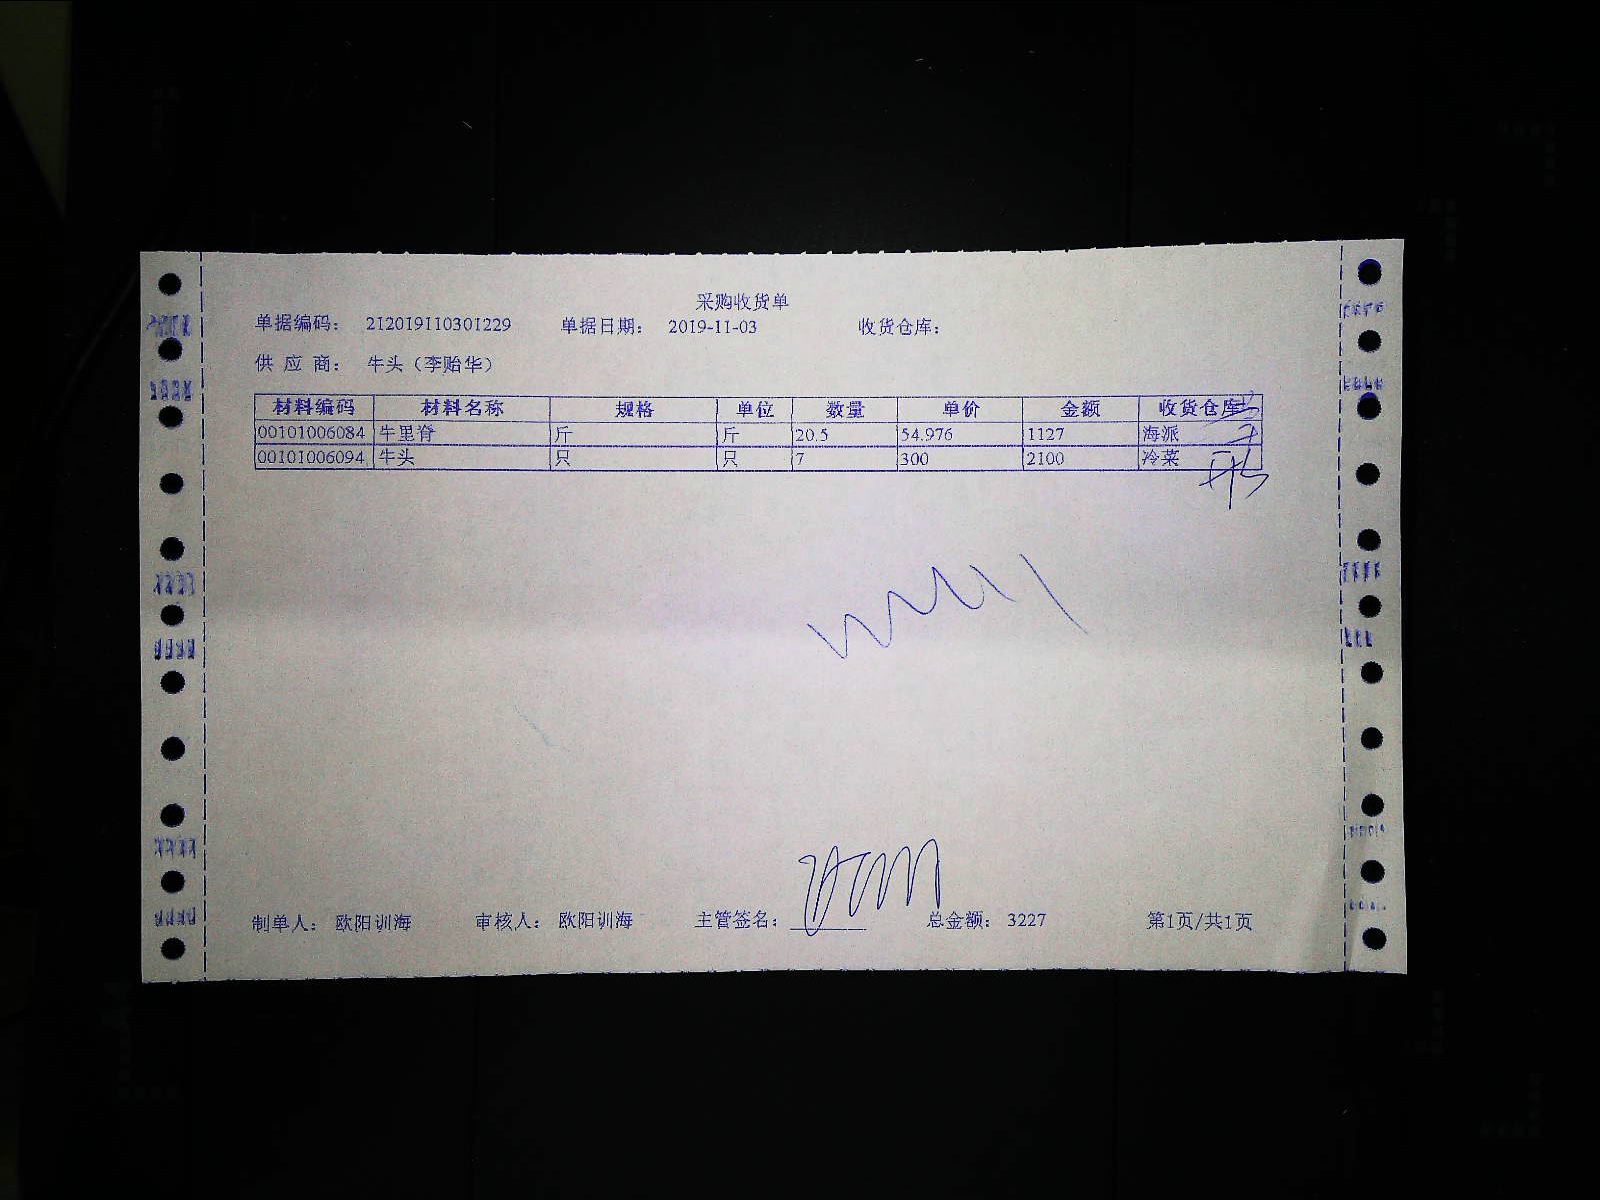 采购收货单
单据编码: 212019110301229 单据日期: 2019-11-03 收货仓库:
供 应 商: 牛头（李贻华）
材料编码 材料名称 规格 单位 数量 单价 金额 收货仓库
00101006084 牛里脊 斤 斤 20.5 54.976 1127 海派
00101006094 牛头 只 只 7 300 2100 冷菜
制单人: 欧阳训海 审核人: 欧阳训海 主管签名: 总金额: 3227 第1页/共1页